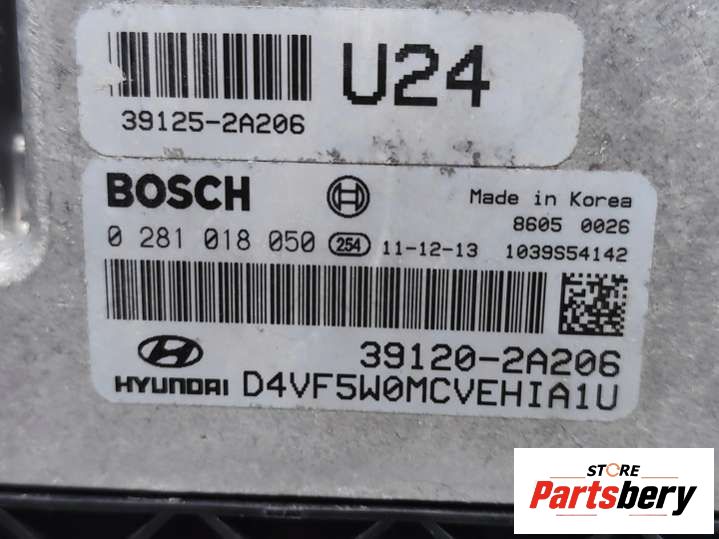 U24
39125-2A206
BOSCH
Made in Korea
8605 0026
0 281 018 050 254 11-12-13 1039S54142
39120-2A206
HYUNDAI D4VF5W0MCVEHIA1U
STORE
Partsbery